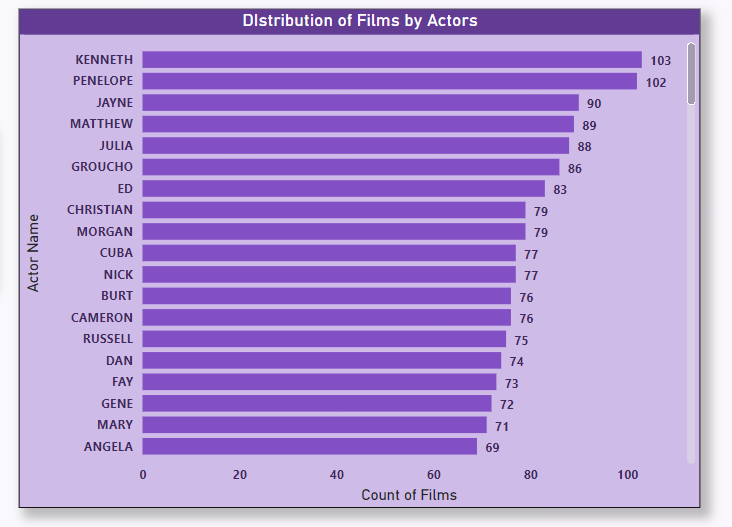 DIstribution of Films by Actors
Actor Name
KENNETH 103
PENELOPE 102
JAYNE 90
MATTHEW 89
JULIA 88
GROUCHO 86
ED 83
CHRISTIAN 79
MORGAN 79
CUBA 77
NICK 77
BURT 76
CAMERON 76
RUSSELL 75
DAN 74
FAY 73
GENE 72
MARY 71
ANGELA 69
0 20 40 60 80 100
Count of Films